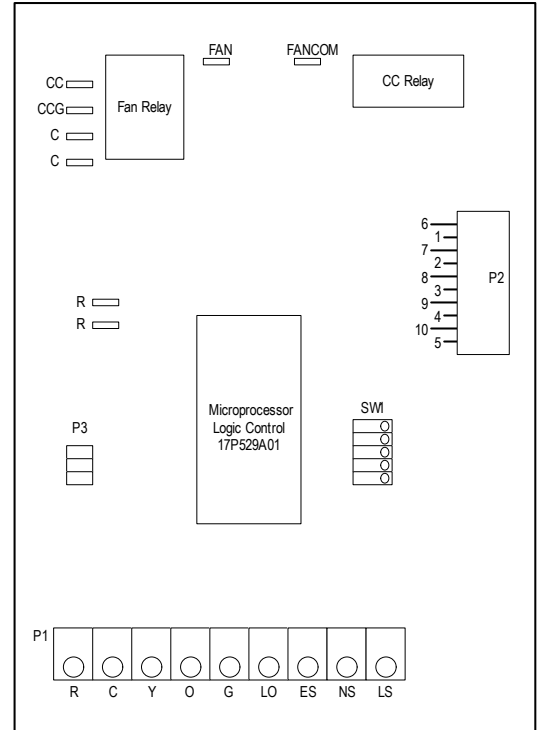 FAN FANCOM
CC
CCG
C
C
Fan Relay
CC Relay
6
1
7
2
8
3
9
4
10
5
P2
R
R
Microprocessor
Logic Control
17P529A01
SW1
P3
P1
R C Y O G LO ES NS LS